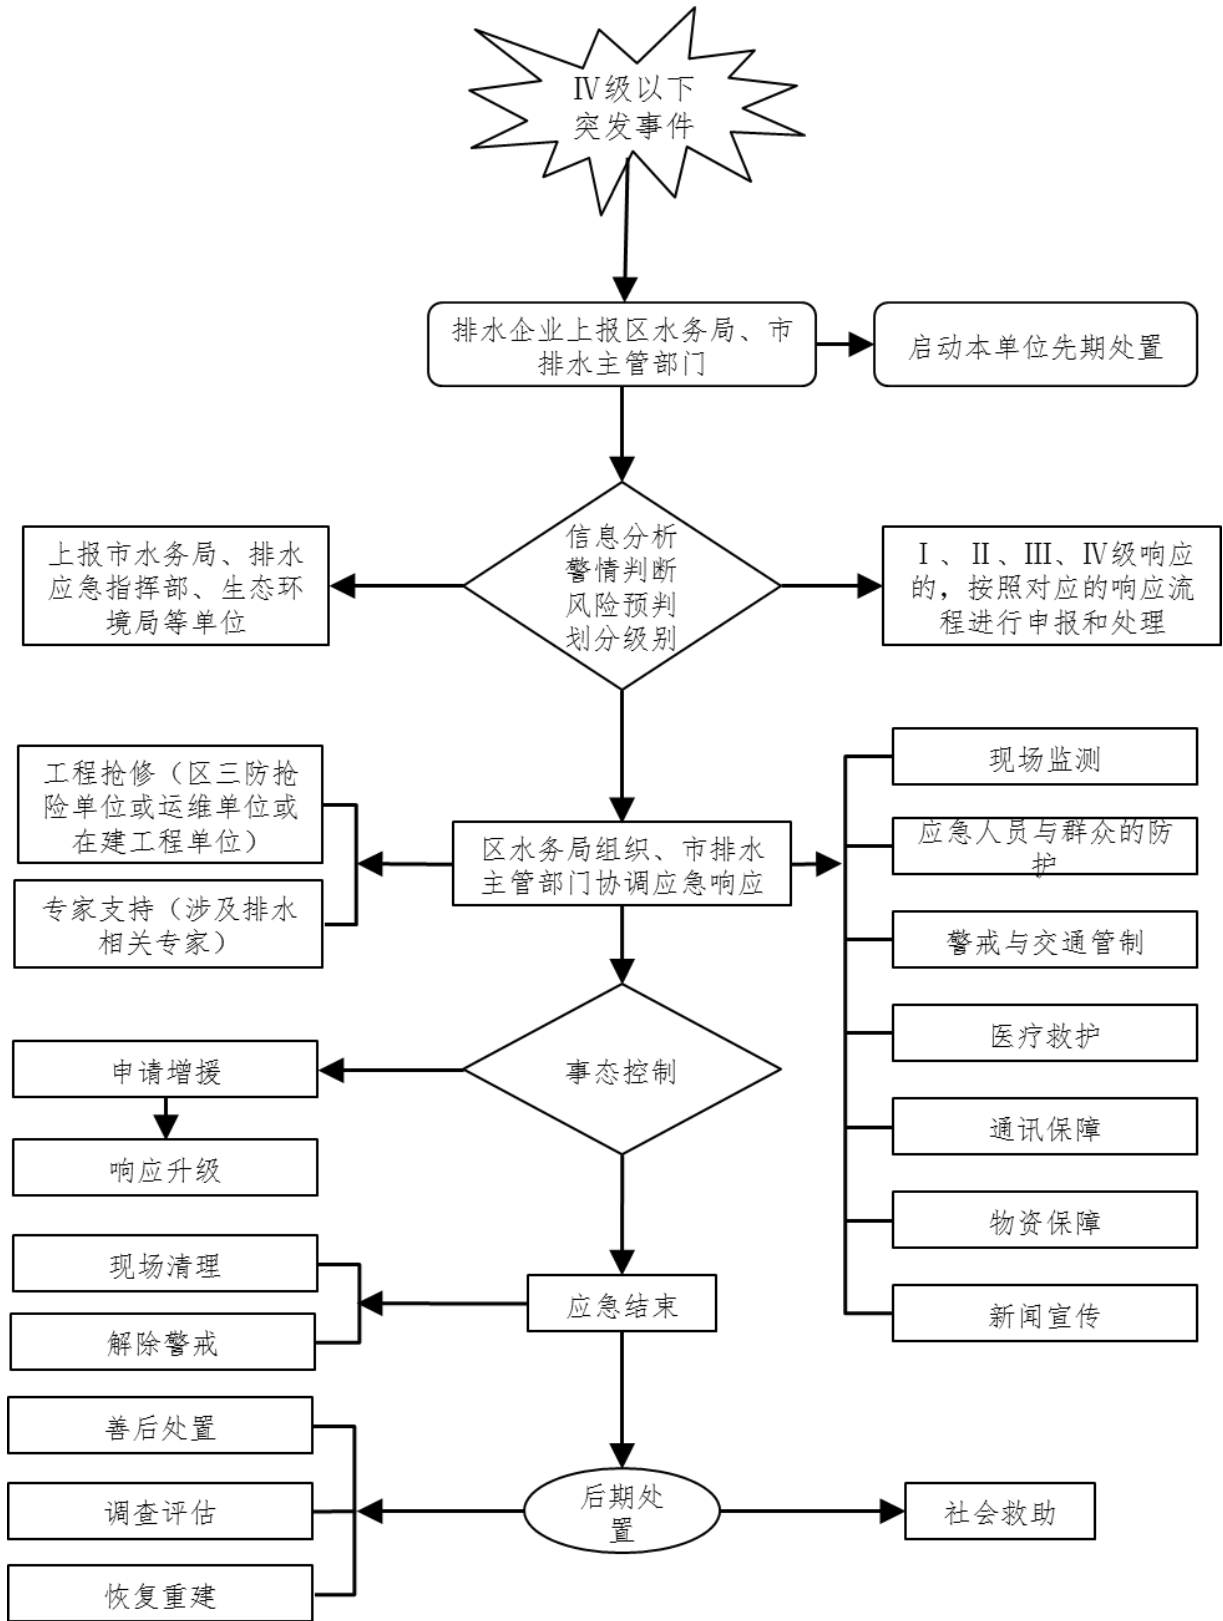 Ⅳ级以下
突发事件
排水企业上报区水务局、市
排水主管部门
启动本单位先期处置
信息分析
警情判断
风险预判
划分级别
上报市水务局、排水
应急指挥部、生态环
境局等单位
Ⅰ、Ⅱ、Ⅲ、Ⅳ级响应
的，按照对应的响应流
程进行申报和处理
工程抢修（区三防抢
险单位或运维单位或
在建工程单位）
专家支持（涉及排水
相关专家）
区水务局组织、市排水
主管部门协调应急响应
现场监测
应急人员与群众的防
护
警戒与交通管制
医疗救护
通讯保障
物资保障
新闻宣传
事态控制
申请增援
响应升级
应急结束
现场清理
解除警戒
后期处
置
善后处置
调查评估
恢复重建
社会救助